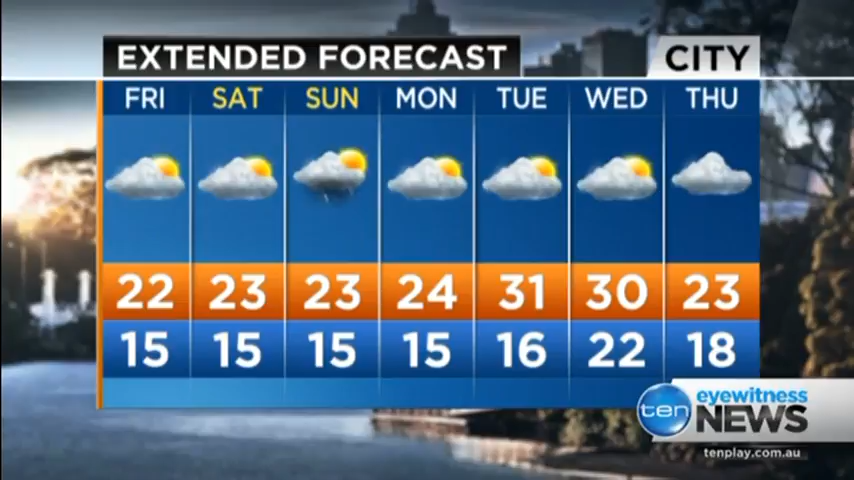 EXTENDED FORECAST CITY
FRI SAT SUN MON TUE WED THU
22 23 23 24 31 30 23
15 15 15 15 16 22 18
ten eyewitness
NEWS
tenplay.com.au